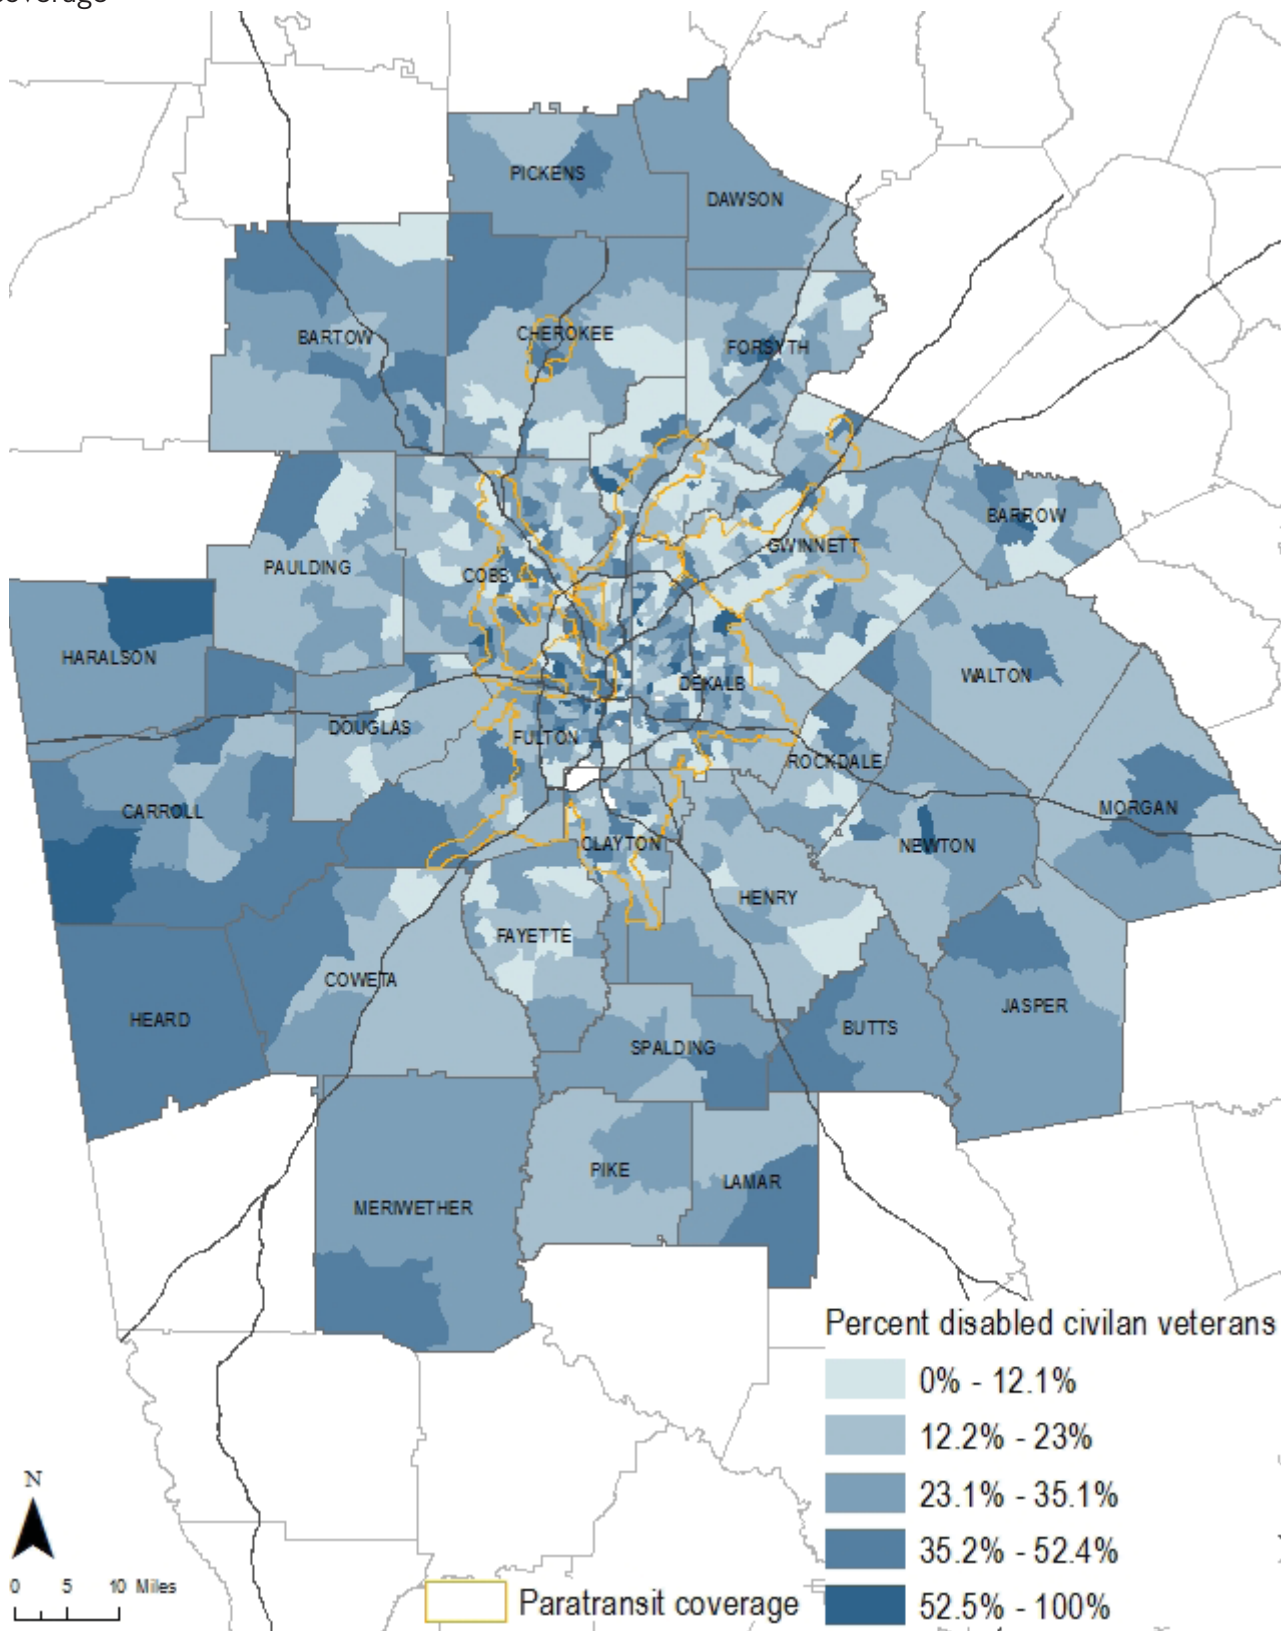 coverage
PICKENS
DAWSON
BARTOW
CHEROKEE
FORSYTH
BARROW
GWINNETT
COBB
PAULDING
HARALSON
WALTON
DEKALB
DOUGLAS
FULTON
ROCKDALE
CARROLL
MORGAN
CLAYTON
NEWTON
HENRY
FAYETTE
COWETA
JASPER
HEARD
BUTTS
SPALDING
PIKE
LAMAR
MERIWETHER
Percent disabled civilan veterans
0% - 12.1%
12.2% - 23%
23.1% - 35.1%
35.2% - 52.4%
52.5% - 100%
N
0 5 10 Miles
Paratransit coverage